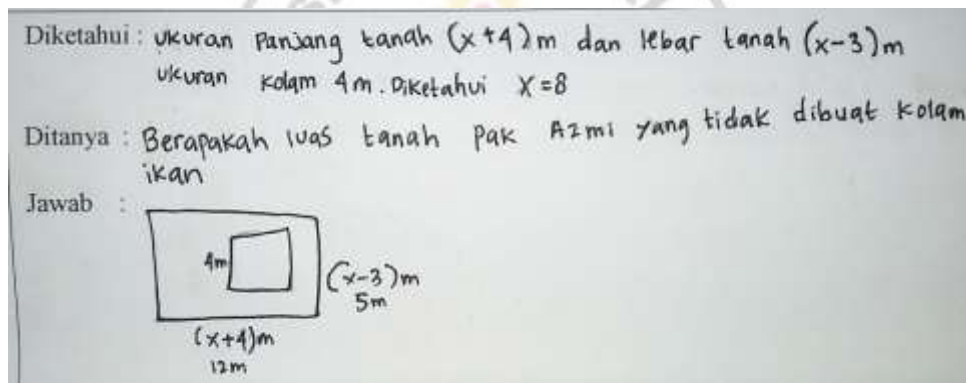 Diketahui : ukuran panjang tanah (x+4)m dan lebar tanah (x-3)m
ukuran kolam 4m. Diketahui X=8
Ditanya : Berapakah luas tanah pak Azmi yang tidak dibuat kolam
ikan
Jawab :
4m
(x-3)m
5m
(x+4)m
12m